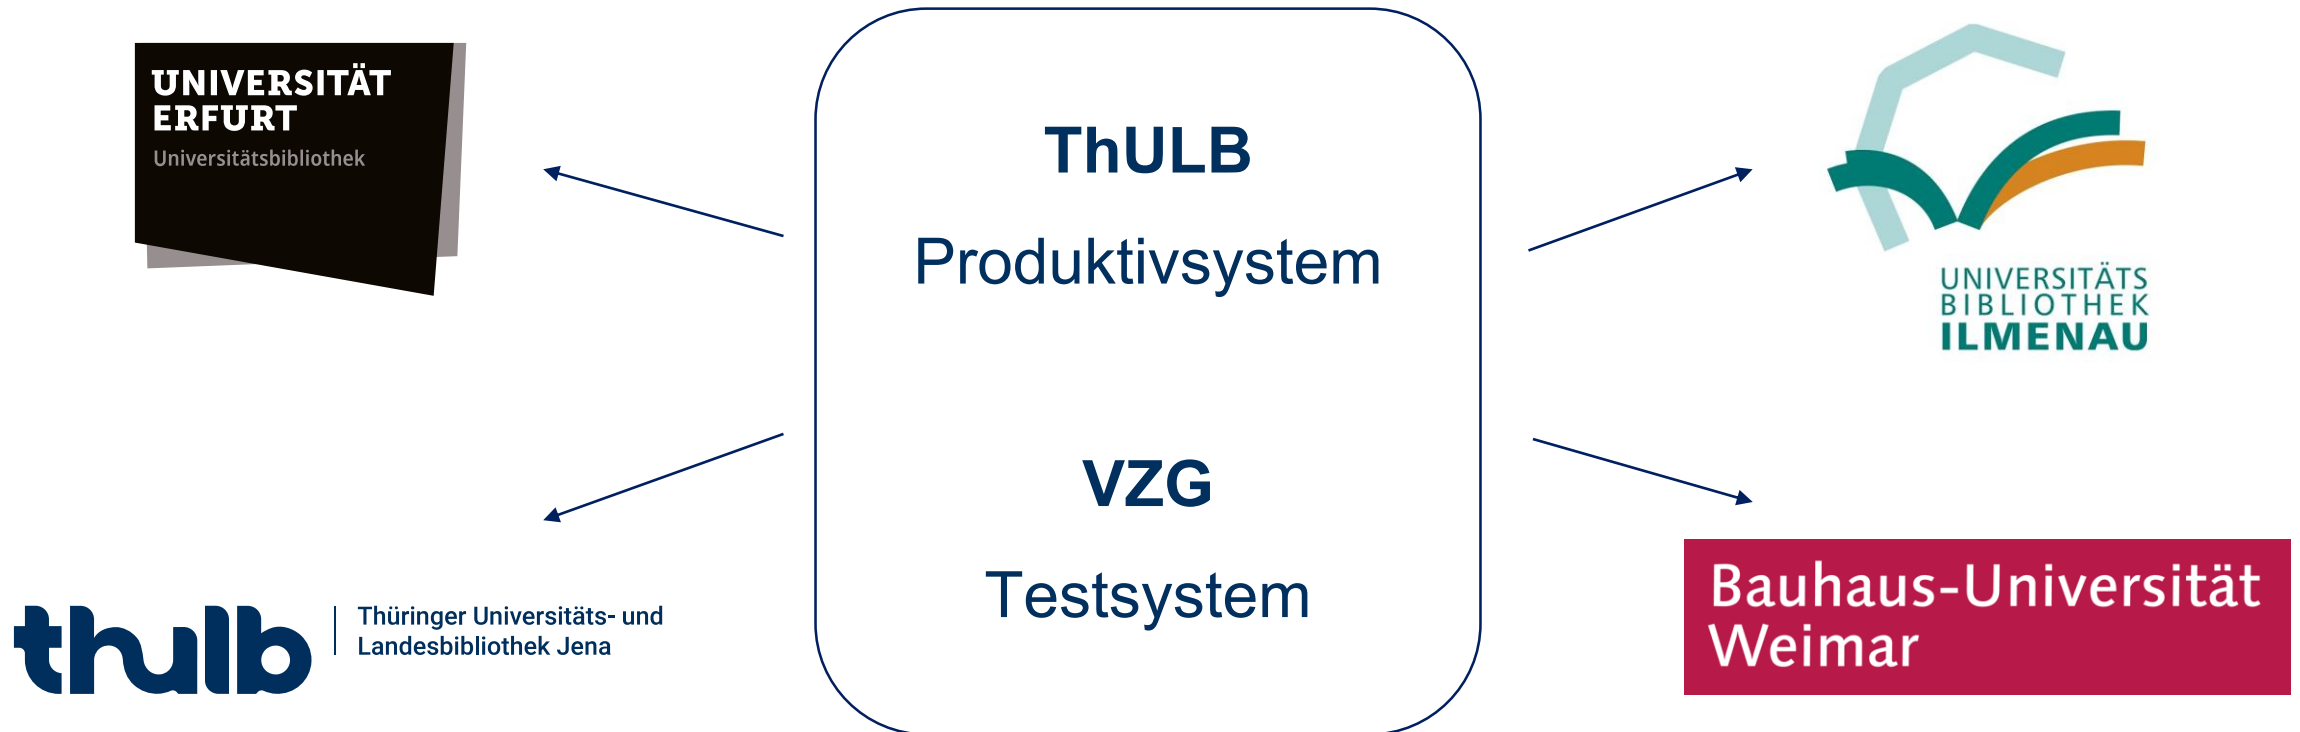 UNIVERSITÄT
ERFURT
Universitätsbibliothek
ThULB
Produktivsystem
VZG
Testsystem
UNIVERSITÄTS
BIBLIOTHEK
ILMENAU
thulb
Thüringer Universitäts- und
Landesbibliothek Jena
Bauhaus-Universität
Weimar